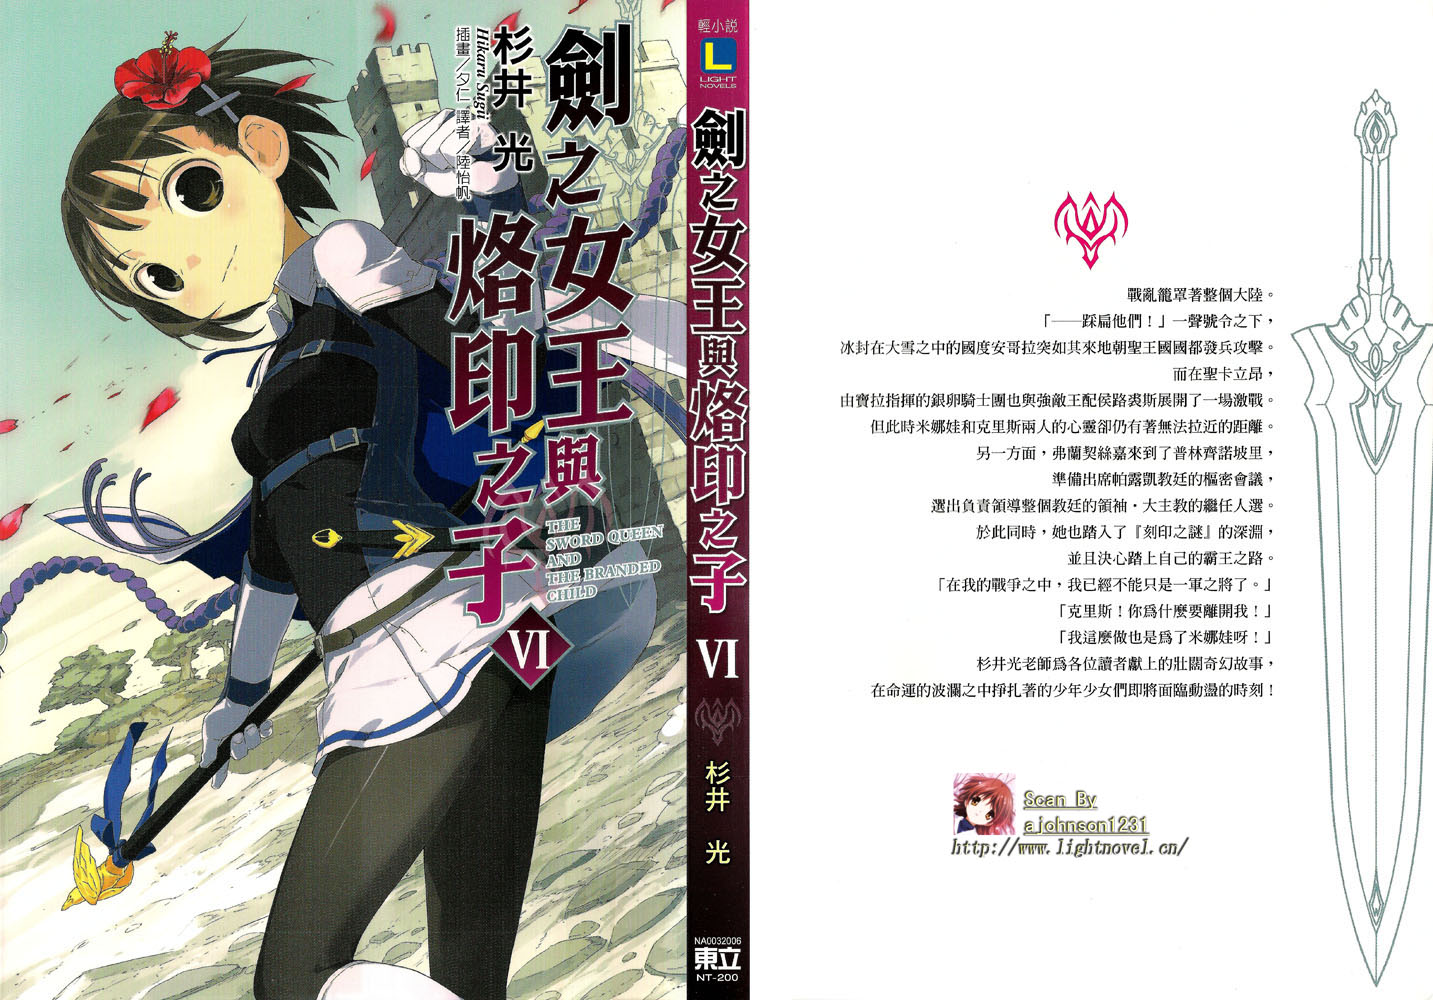 劍之女王與
烙印之子
THE
SWORD QUEEN
AND
THE BRANDED
CHILD
VI
杉井 光
Hikaru Sugii
插畫／夕仁 譯者／陸怡帆
輕小說
L
LIGHT
NOVELS
劍之女王與烙印之子
VI
杉井 光
NA0032006
東立
NT-200
戰亂籠罩著整個大陸。
「──踩扁他們！」一聲號令之下，
冰封在大雪之中的國度安哥拉突如其來地朝聖王國國都發兵攻擊。
而在聖卡立昂，
由寶拉指揮的銀卵騎士團也與強敵王配侯路裘斯展開了一場激戰。
但此時米娜娃和克里斯兩人的心靈卻仍有著無法拉近的距離。
另一方面，弗蘭契絲嘉來到了普林齊諾坡里，
準備出席帕露凱教廷的樞密會議，
選出負責領導整個教廷的領袖‧大主教的繼任人選。
於此同時，她也踏入了『刻印之謎』的深淵，
並且決心踏上自己的霸王之路。
「在我的戰爭之中，我已經不能只是一軍之將了。」
「克里斯！你為什麼要離開我！」
「我這麼做也是為了米娜娃呀！」
杉井光老師為各位讀者獻上的壯闊奇幻故事，
在命運的波瀾之中掙扎著的少年少女們即將面臨動盪的時刻！
Scan By
ajohnson1231
http://www.lightnovel.cn/